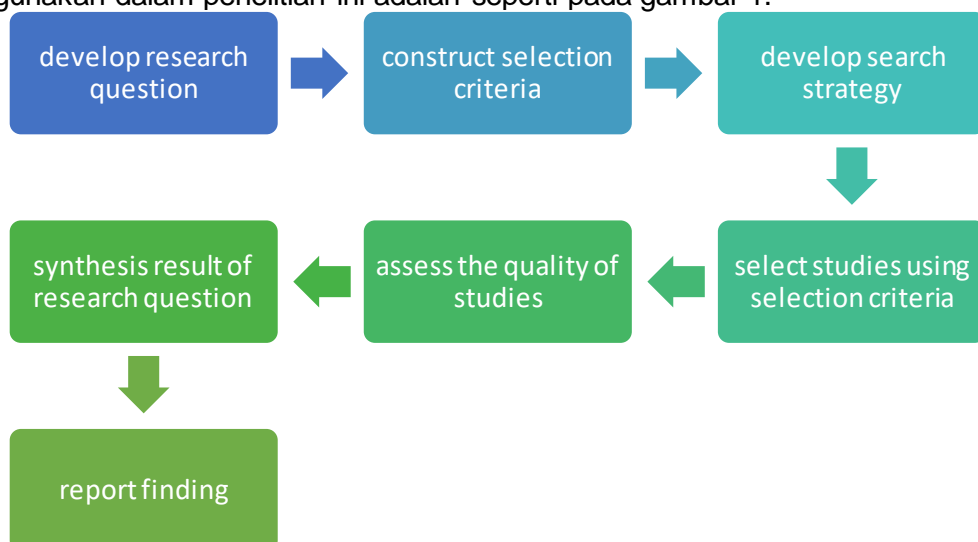 gunakan dalam penelitian ini adalah seperti pada gambar 1.
develop research
question
construct selection
criteria
develop search
strategy
select studies using
selection criteria
assess the quality of
studies
synthesis result of
research question
report finding